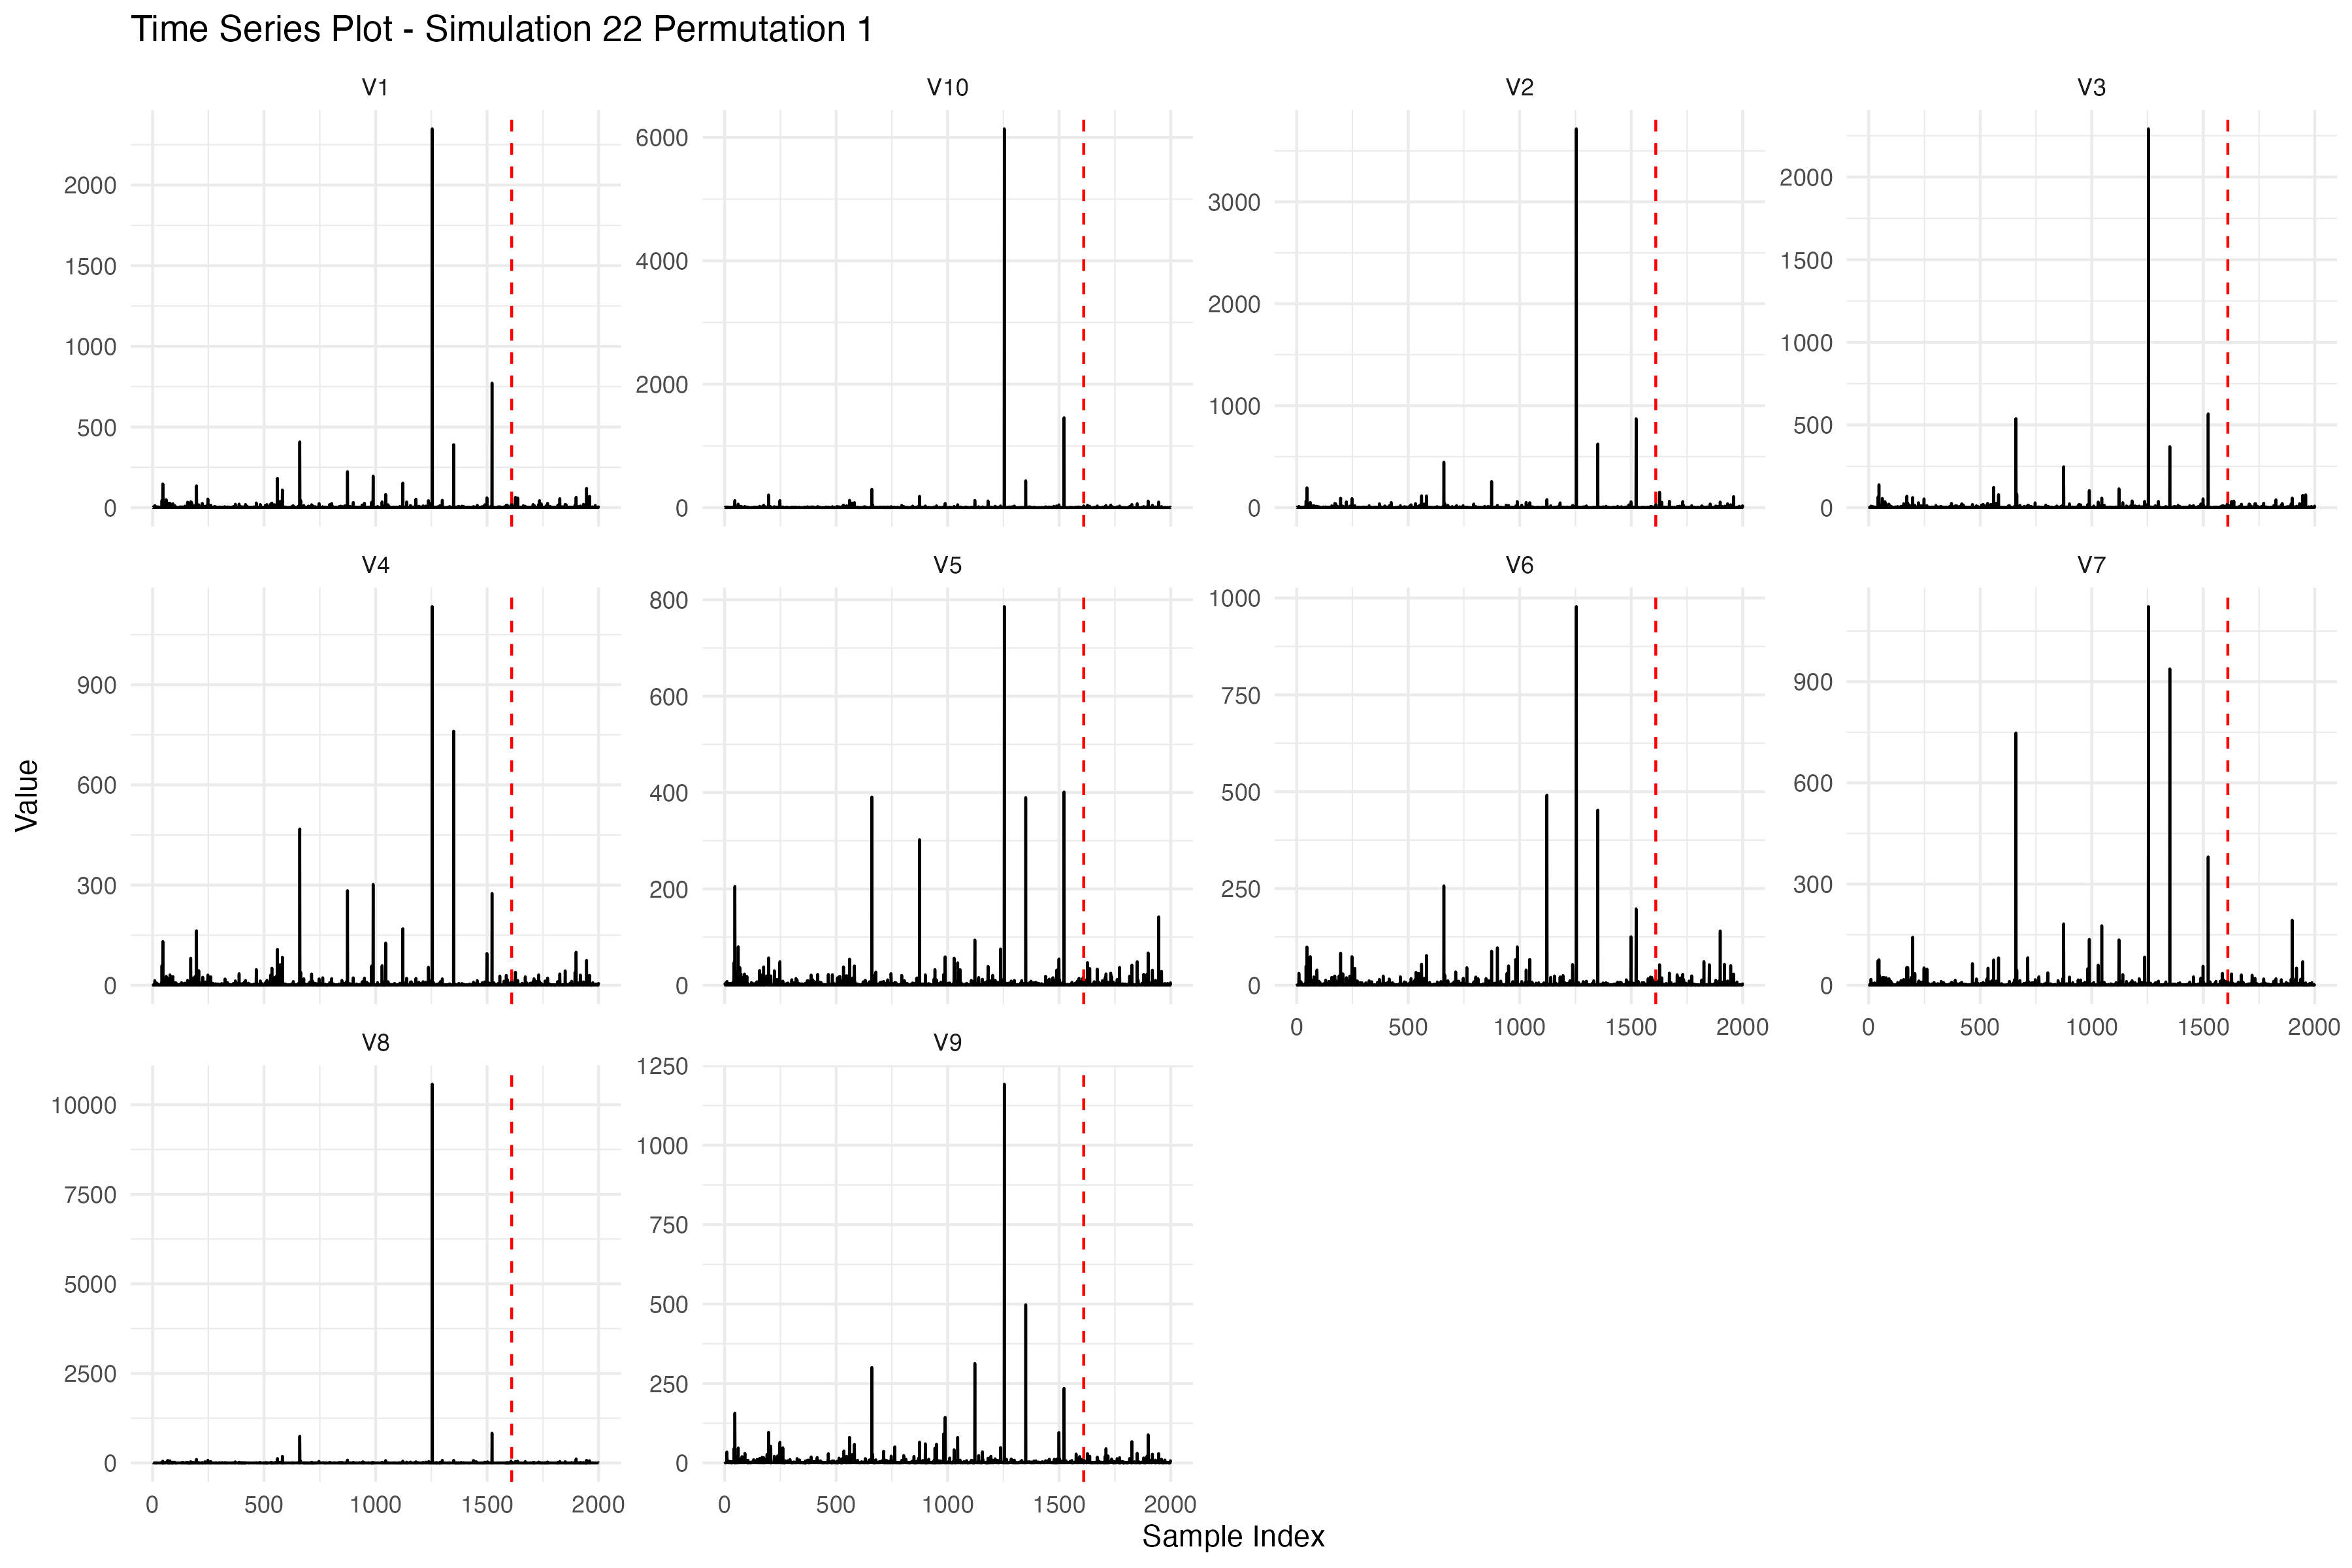 Time Series Plot - Simulation 22 Permutation 1
V1
V10
V2
V3
2000
1500
1000
500
0
6000
4000
2000
0
3000
2000
1000
0
2000
1500
1000
500
0
V4
V5
V6
V7
900
600
300
0
800
600
400
200
0
1000
750
500
250
0
900
600
300
0
0 500 1000 1500 2000
0 500 1000 1500 2000
V8
V9
10000
7500
5000
2500
0
1250
1000
750
500
250
0
0 500 1000 1500 2000
0 500 1000 1500 2000
Value
Sample Index